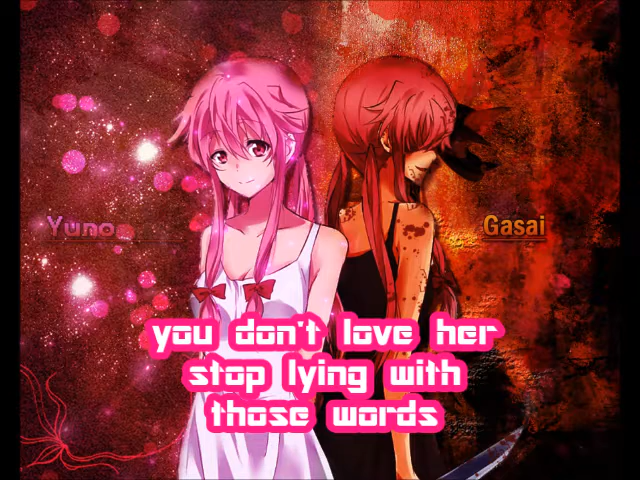 Yuno
Gasai
you don't love her
stop lying with
those words